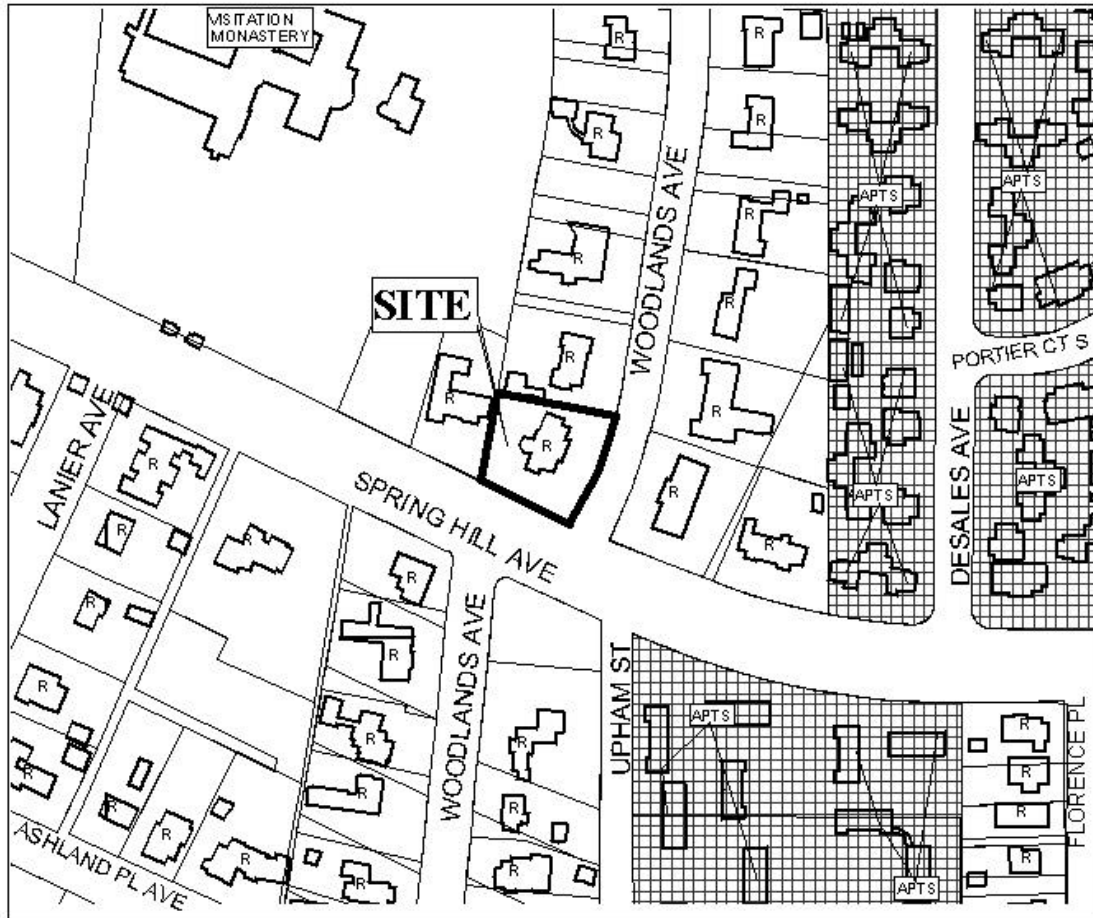 VISITATION
MONASTERY
R
R
R
R
WOODLANDS AVE
R
R
APTS
APTS
R
R
SITE
PORTIER CT S
R
R
LANIER AVE
R
R
SPRING HILL AVE
R
R
APTS
APTS
DESALES AVE
R
R
R
R
R
R
WOODLANDS AVE
UPHAM ST
R
APTS
R
R
R
R
FLORENCE PL
R
R
R
R
R
R
R
R
R
R
ASHLAND PL AVE
APTS